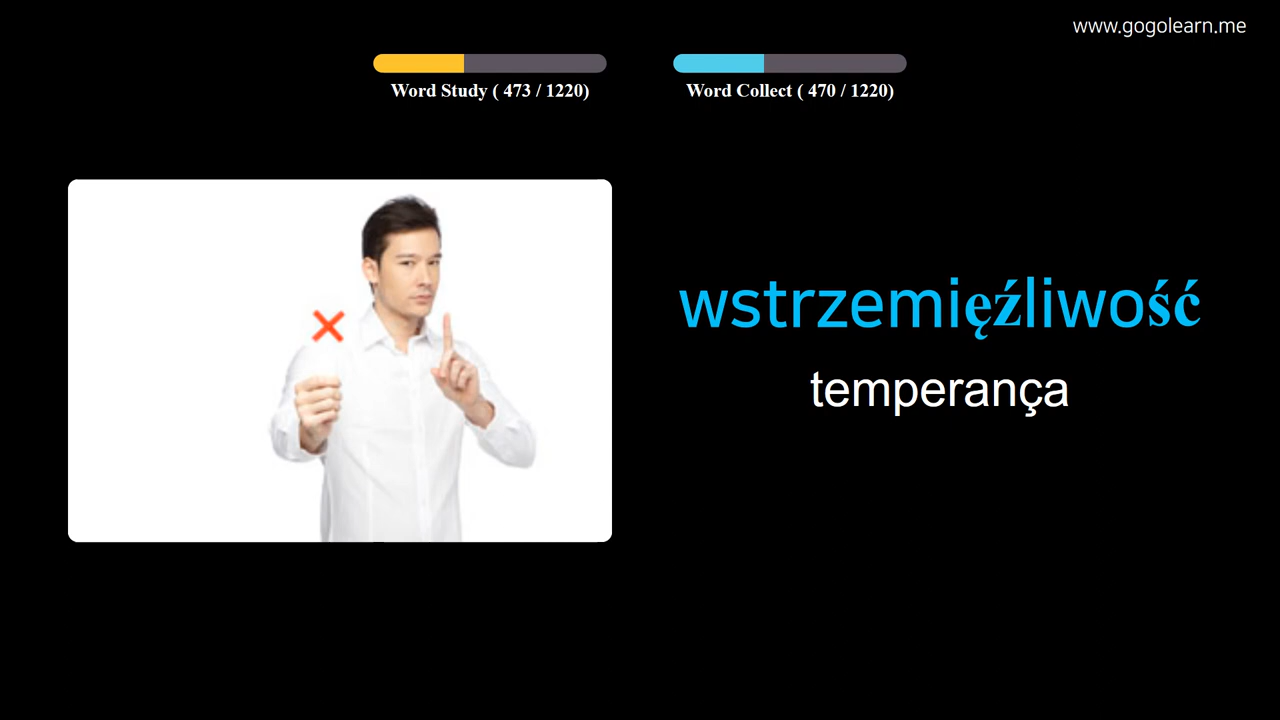 www.gogolearn.me
Word Study ( 473 / 1220)
Word Collect ( 470 / 1220)
wstrzemięźliwość
temperança